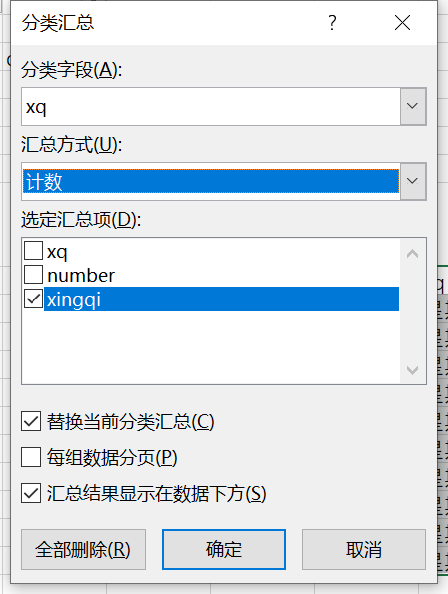 分类汇总
?
分类字段(A):
xq
汇总方式(U):
计数
选定汇总项(D):
xq
number
xingqi
替换当前分类汇总(C)
每组数据分页(P)
汇总结果显示在数据下方(S)
全部删除(R) 确定 取消